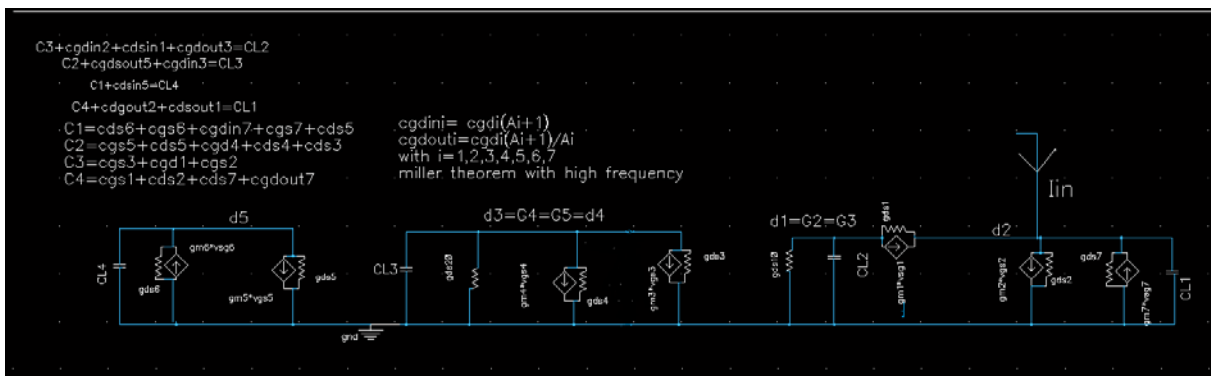 C3+cgdin2+cdsin1+cgdout3=CL2
C2+cgdsout5+cgdin3=CL3
C1+cdsin5=CL4
C4+cdgout2+cdsout1=CL1
C1=cds6+cgs6+cgdin7+cgs7+cds5
C2=cgs5+cds5+cgd4+cds4+cds3
C3=cgs3+cgd1+cgs2
C4=cgs1+cds2+cds7+cgdout7
cgdini= cgdi(Ai+1)
cgdouti=cgdi(Ai+1)/Ai
with i=1,2,3,4,5,6,7
miller theorem with high frequency
Iin
d5
d3=G4=G5=d4
d1=G2=G3
gds1
d2
CL4
gm6*vsg6
gds6
gm5*vgs5
gds5
CL3
gds20
gm4*vgs4
gds4
gm3*vgs3
gds3
gds10
CL2
gm1*vsg1
gm2*vgs2
gds2
gds7
gm7*vsg7
CL1
gnd